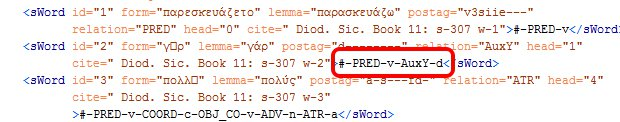 <sWord id="1" form="παρεσκευάζετο" lemma="παρασκευάζω" postag="v3siie---"
relation="PRED" head="0" cite=" Diod. Sic. Book 11: s-307 w-1">#-PRED-v</sWord
<sWord id="2" form="γ□ρ" lemma="γάρ" postag="d--------" relation="AuxY" head="1"
cite=" Diod. Sic. Book 11: s-307 w-2">#-PRED-v-AuxY-d</sWord>
<sWord id="3" form="πολλ□" lemma="πολύς" postag="a-s---fd-" relation="ATR" head="4"
cite=" Diod. Sic. Book 11: s-307 w-3"
>#-PRED-v-COORD-c-OBJ_CO-v-ADV-n-ATR-a</sWord>